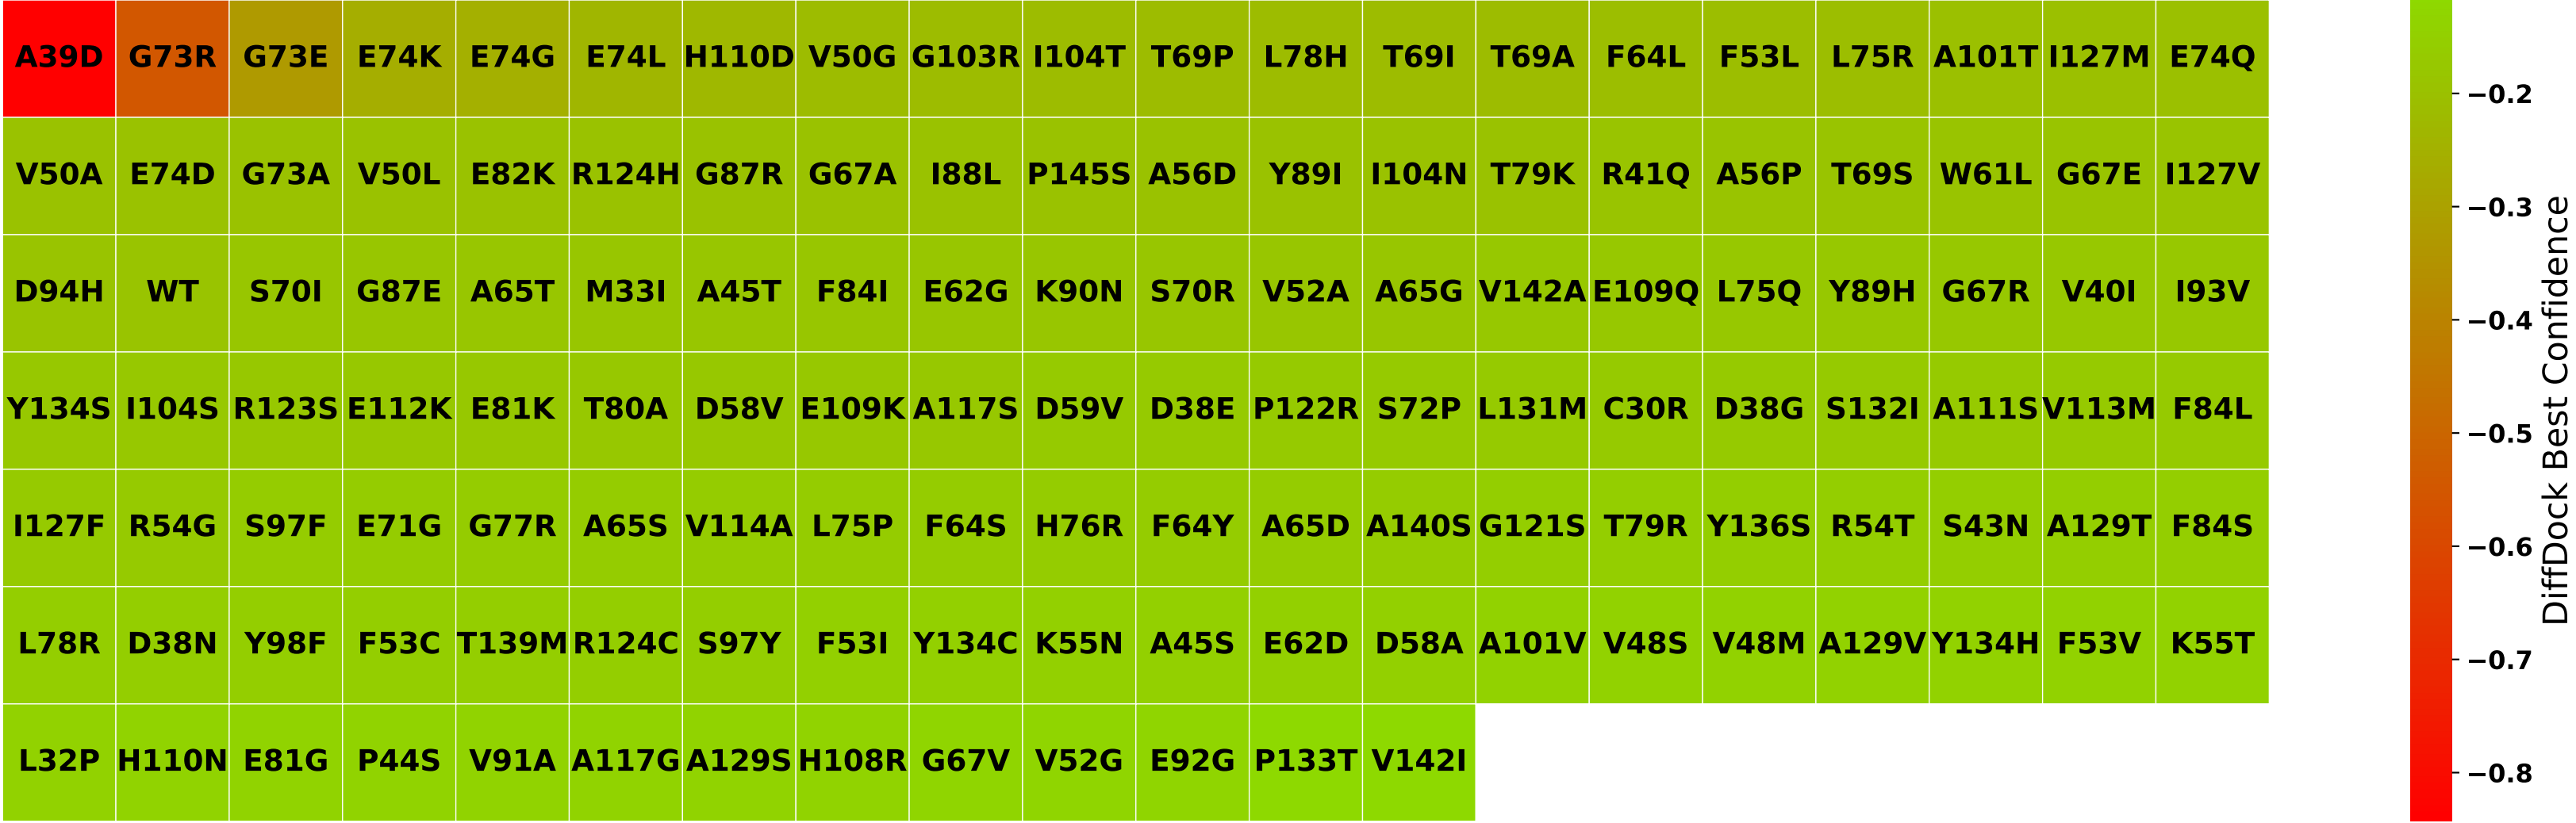 A39D G73R G73E E74K E74G E74L H110D V50G G103R I104T T69P L78H T69I T69A F64L F53L L75R A101T I127M E74Q
V50A E74D G73A V50L E82K R124H G87R G67A I88L P145S A56D Y89I I104N T79K R41Q A56P T69S W61L G67E I127V
D94H WT S70I G87E A65T M33I A45T F84I E62G K90N S70R V52A A65G V142A E109Q L75Q Y89H G67R V40I I93V
Y134S I104S R123S E112K E81K T80A D58V E109K A117S D59V D38E P122R S72P L131M C30R D38G S132I A111S V113M F84L
I127F R54G S97F E71G G77R A65S V114A L75P F64S H76R F64Y A65D A140S G121S T79R Y136S R54T S43N A129T F84S
L78R D38N Y98F F53C T139M R124C S97Y F53I Y134C K55N A45S E62D D58A A101V V48S V48M A129V Y134H F53V K55T
L32P H110N E81G P44S V91A A117G A129S H108R G67V V52G E92G P133T V142I
−0.2
−0.3
−0.4
−0.5
−0.6
−0.7
−0.8
DiffDock Best Confidence